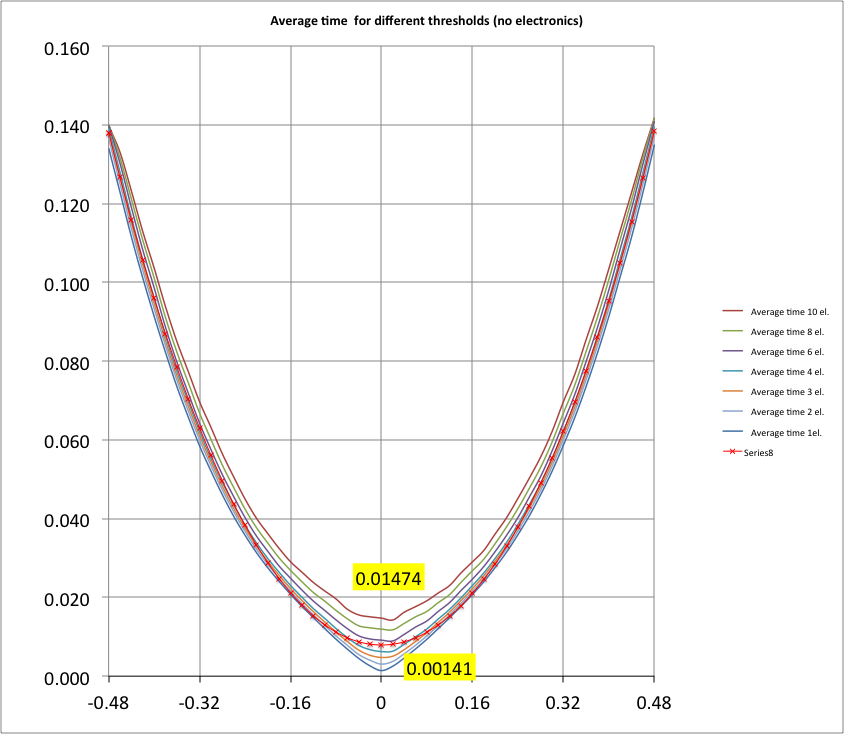 Average time  for different thresholds (no electronics)
0.160
0.140
0.120
0.100
0.080
0.060
0.040
0.020
0.000
-0.48
-0.32
-0.16
0
0.16
0.32
0.48
0.01474
0.00141
Average time 10 el.
Average time 8 el.
Average time 6 el.
Average time 4 el.
Average time 3 el.
Average time 2 el.
Average time 1el.
Series8